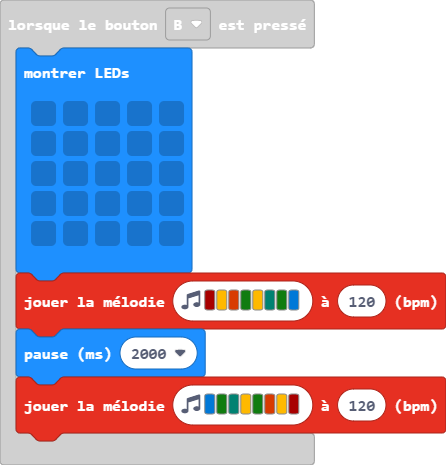 lorsque le bouton B est pressé
montrer LEDs
jouer la mélodie à 120 (bpm)
pause (ms) 2000
jouer la mélodie à 120 (bpm)